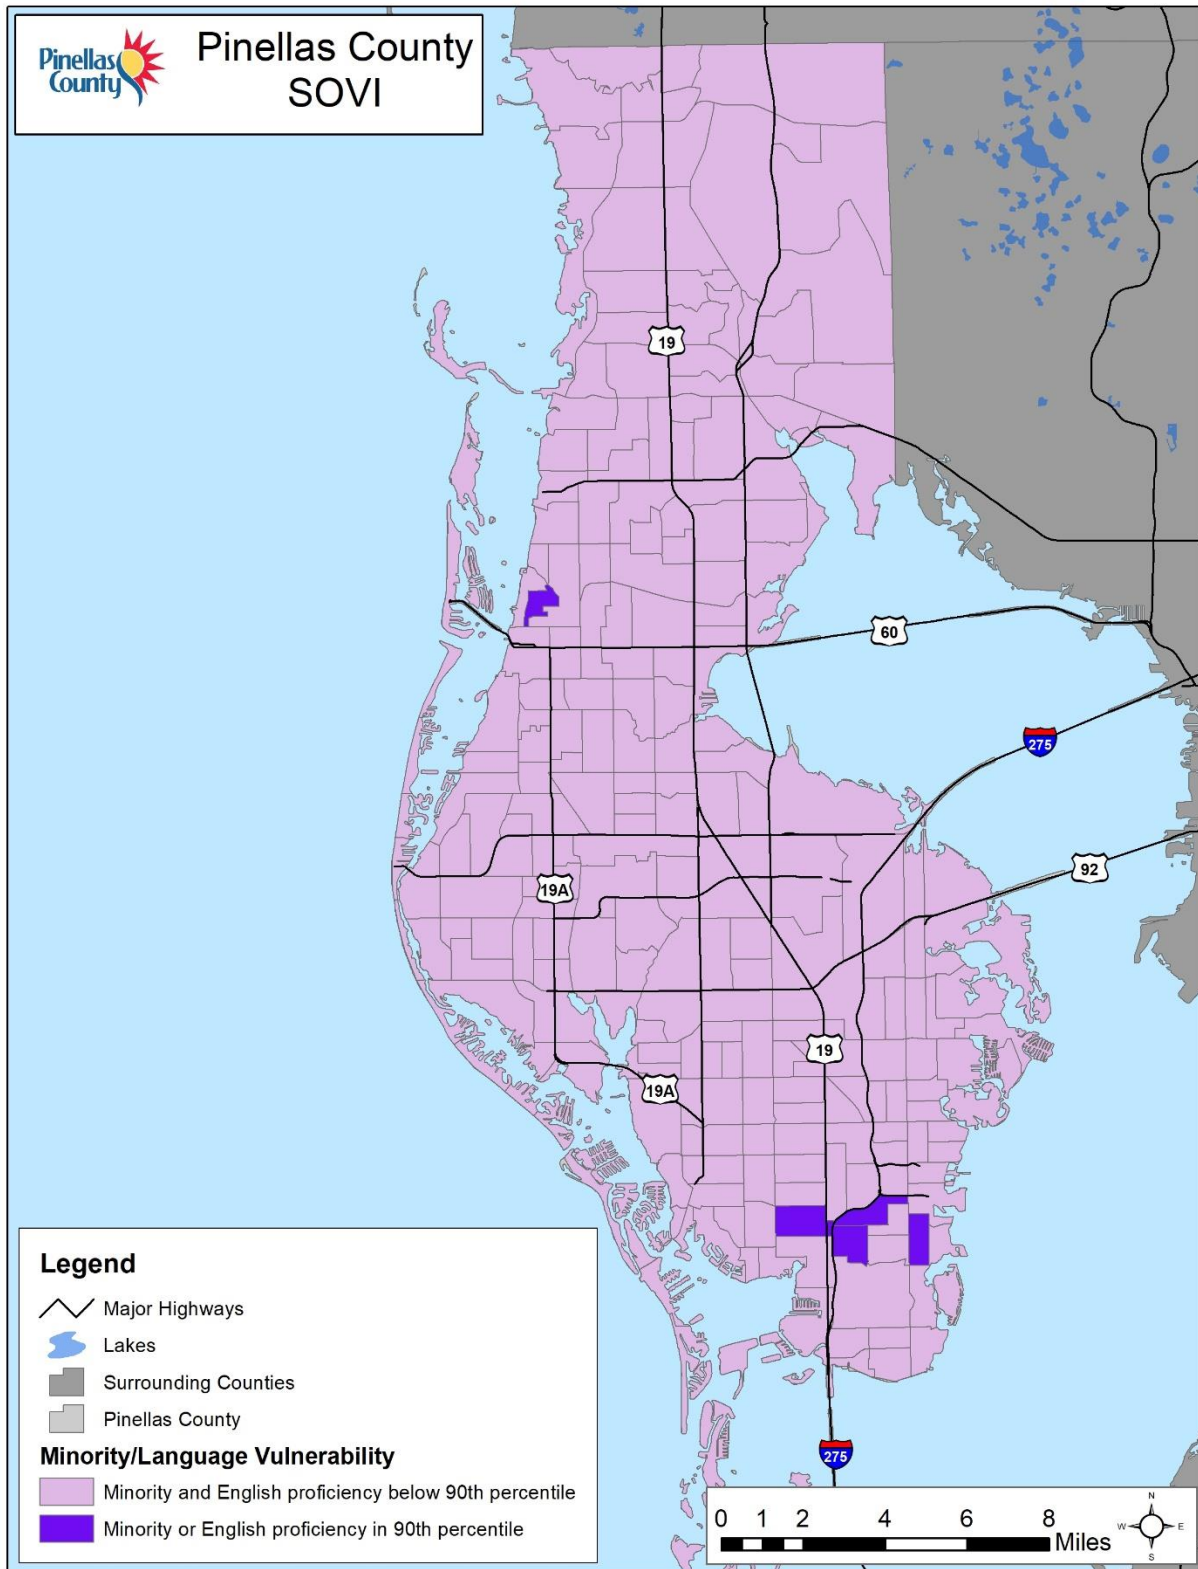 Pinellas
County
Pinellas County
SOVI
19
60
275
92
19A
19
19A
275
Legend
Major Highways
Lakes
Surrounding Counties
Pinellas County
Minority/Language Vulnerability
Minority and English proficiency below 90th percentile
Minority or English proficiency in 90th percentile
0 1 2 4 6 8
Miles
N
W E
S